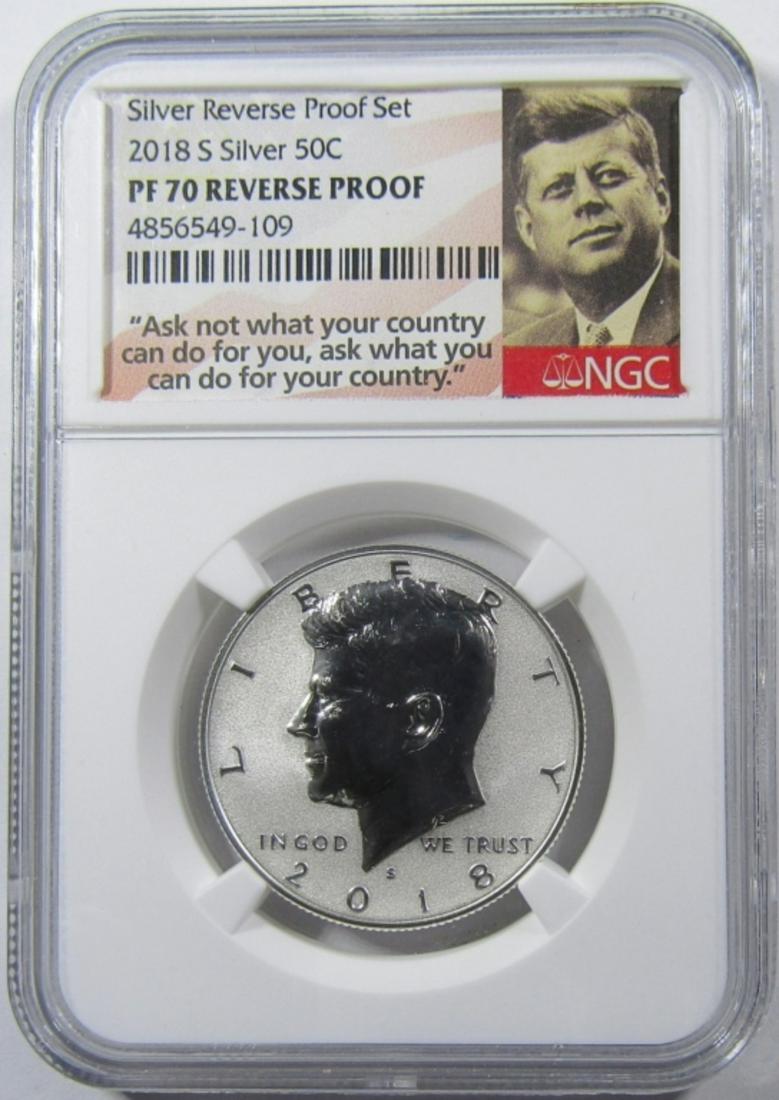 Silver Reverse Proof Set
2018 S Silver 50C
PF 70 REVERSE PROOF
4856549-109
"Ask not what your country
can do for you, ask what you
can do for your country."
NGC
LIBERTY
IN GOD WE TRUST
S
2018